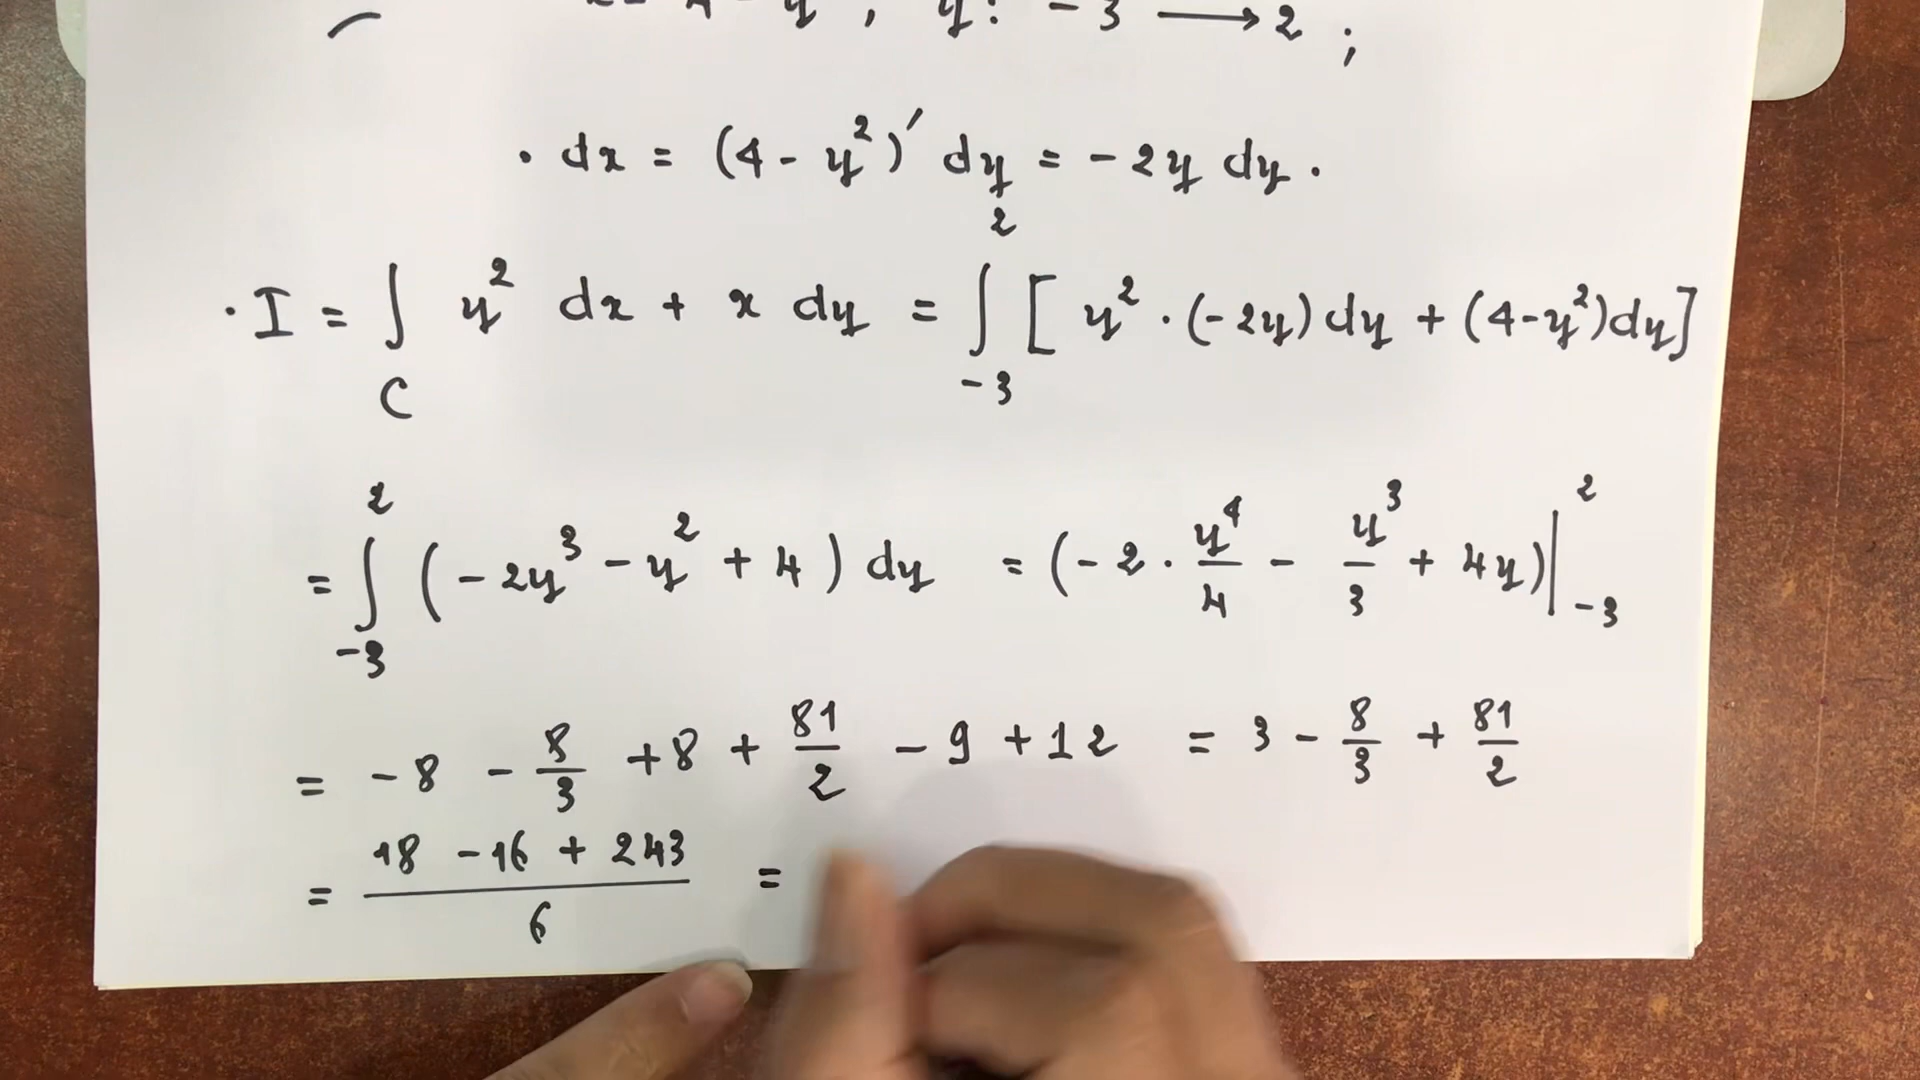 x = 4 - y² , y : -3 ⟶ 2 ;
· dx = (4 - y²)′ dy = - 2y dy .
· I = ∫_C y² dx + x dy = ∫_{-3}^{2} [ y² · (-2y) dy + (4-y²)dy ]
= ∫_{-3}^{2} ( - 2y³ - y² + 4 ) dy = ( - 2 · y⁴/4 - y³/3 + 4y ) |_{-3}^{2}
= - 8 - 8/3 + 8 + 81/2 - 9 + 12 = 3 - 8/3 + 81/2
= (18 - 16 + 243)/6 =